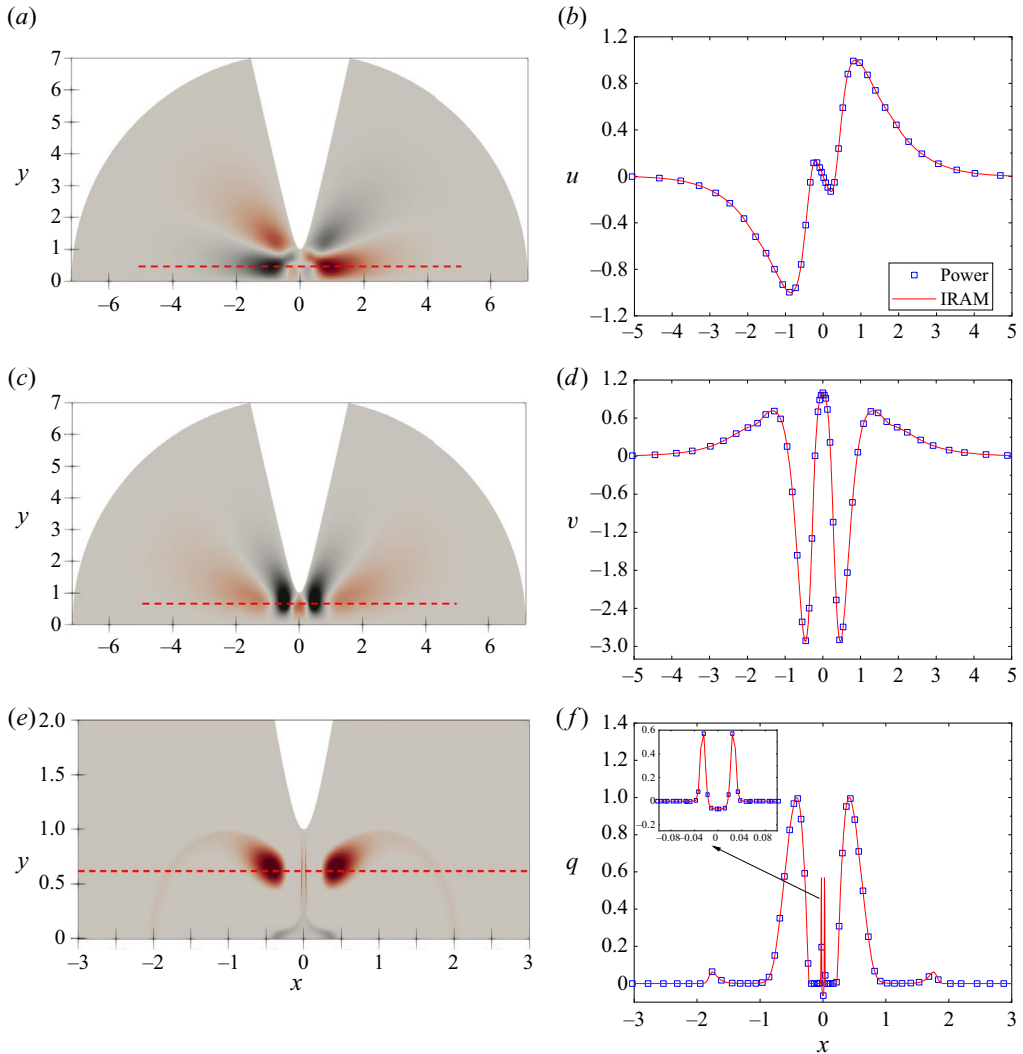 (a)
7
6
5
4
y
3
2
1
0
–6 –4 –2 0 2 4 6
(b)
1.2
0.8
0.4
u 0
–0.4
–0.8
–1.2
Power
IRAM
–5 –4 –3 –2 –1 0 1 2 3 4 5
(c)
7
6
5
4
y
3
2
1
0
–6 –4 –2 0 2 4 6
(d)
1.2
0.6
0
–0.6
v
–1.2
–1.8
–2.4
–3.0
–5 –4 –3 –2 –1 0 1 2 3 4 5
(e)
2.0
1.5
y 1.0
0.5
0
–3 –2 –1 0 1 2 3
x
(f)
1.4
1.2
1.0
0.8
q
0.6
0.4
0.2
0
–3 –2 –1 0 1 2 3
x
0.6
0.4
0.2
0
–0.2
–0.08 –0.04 0 0.04 0.08